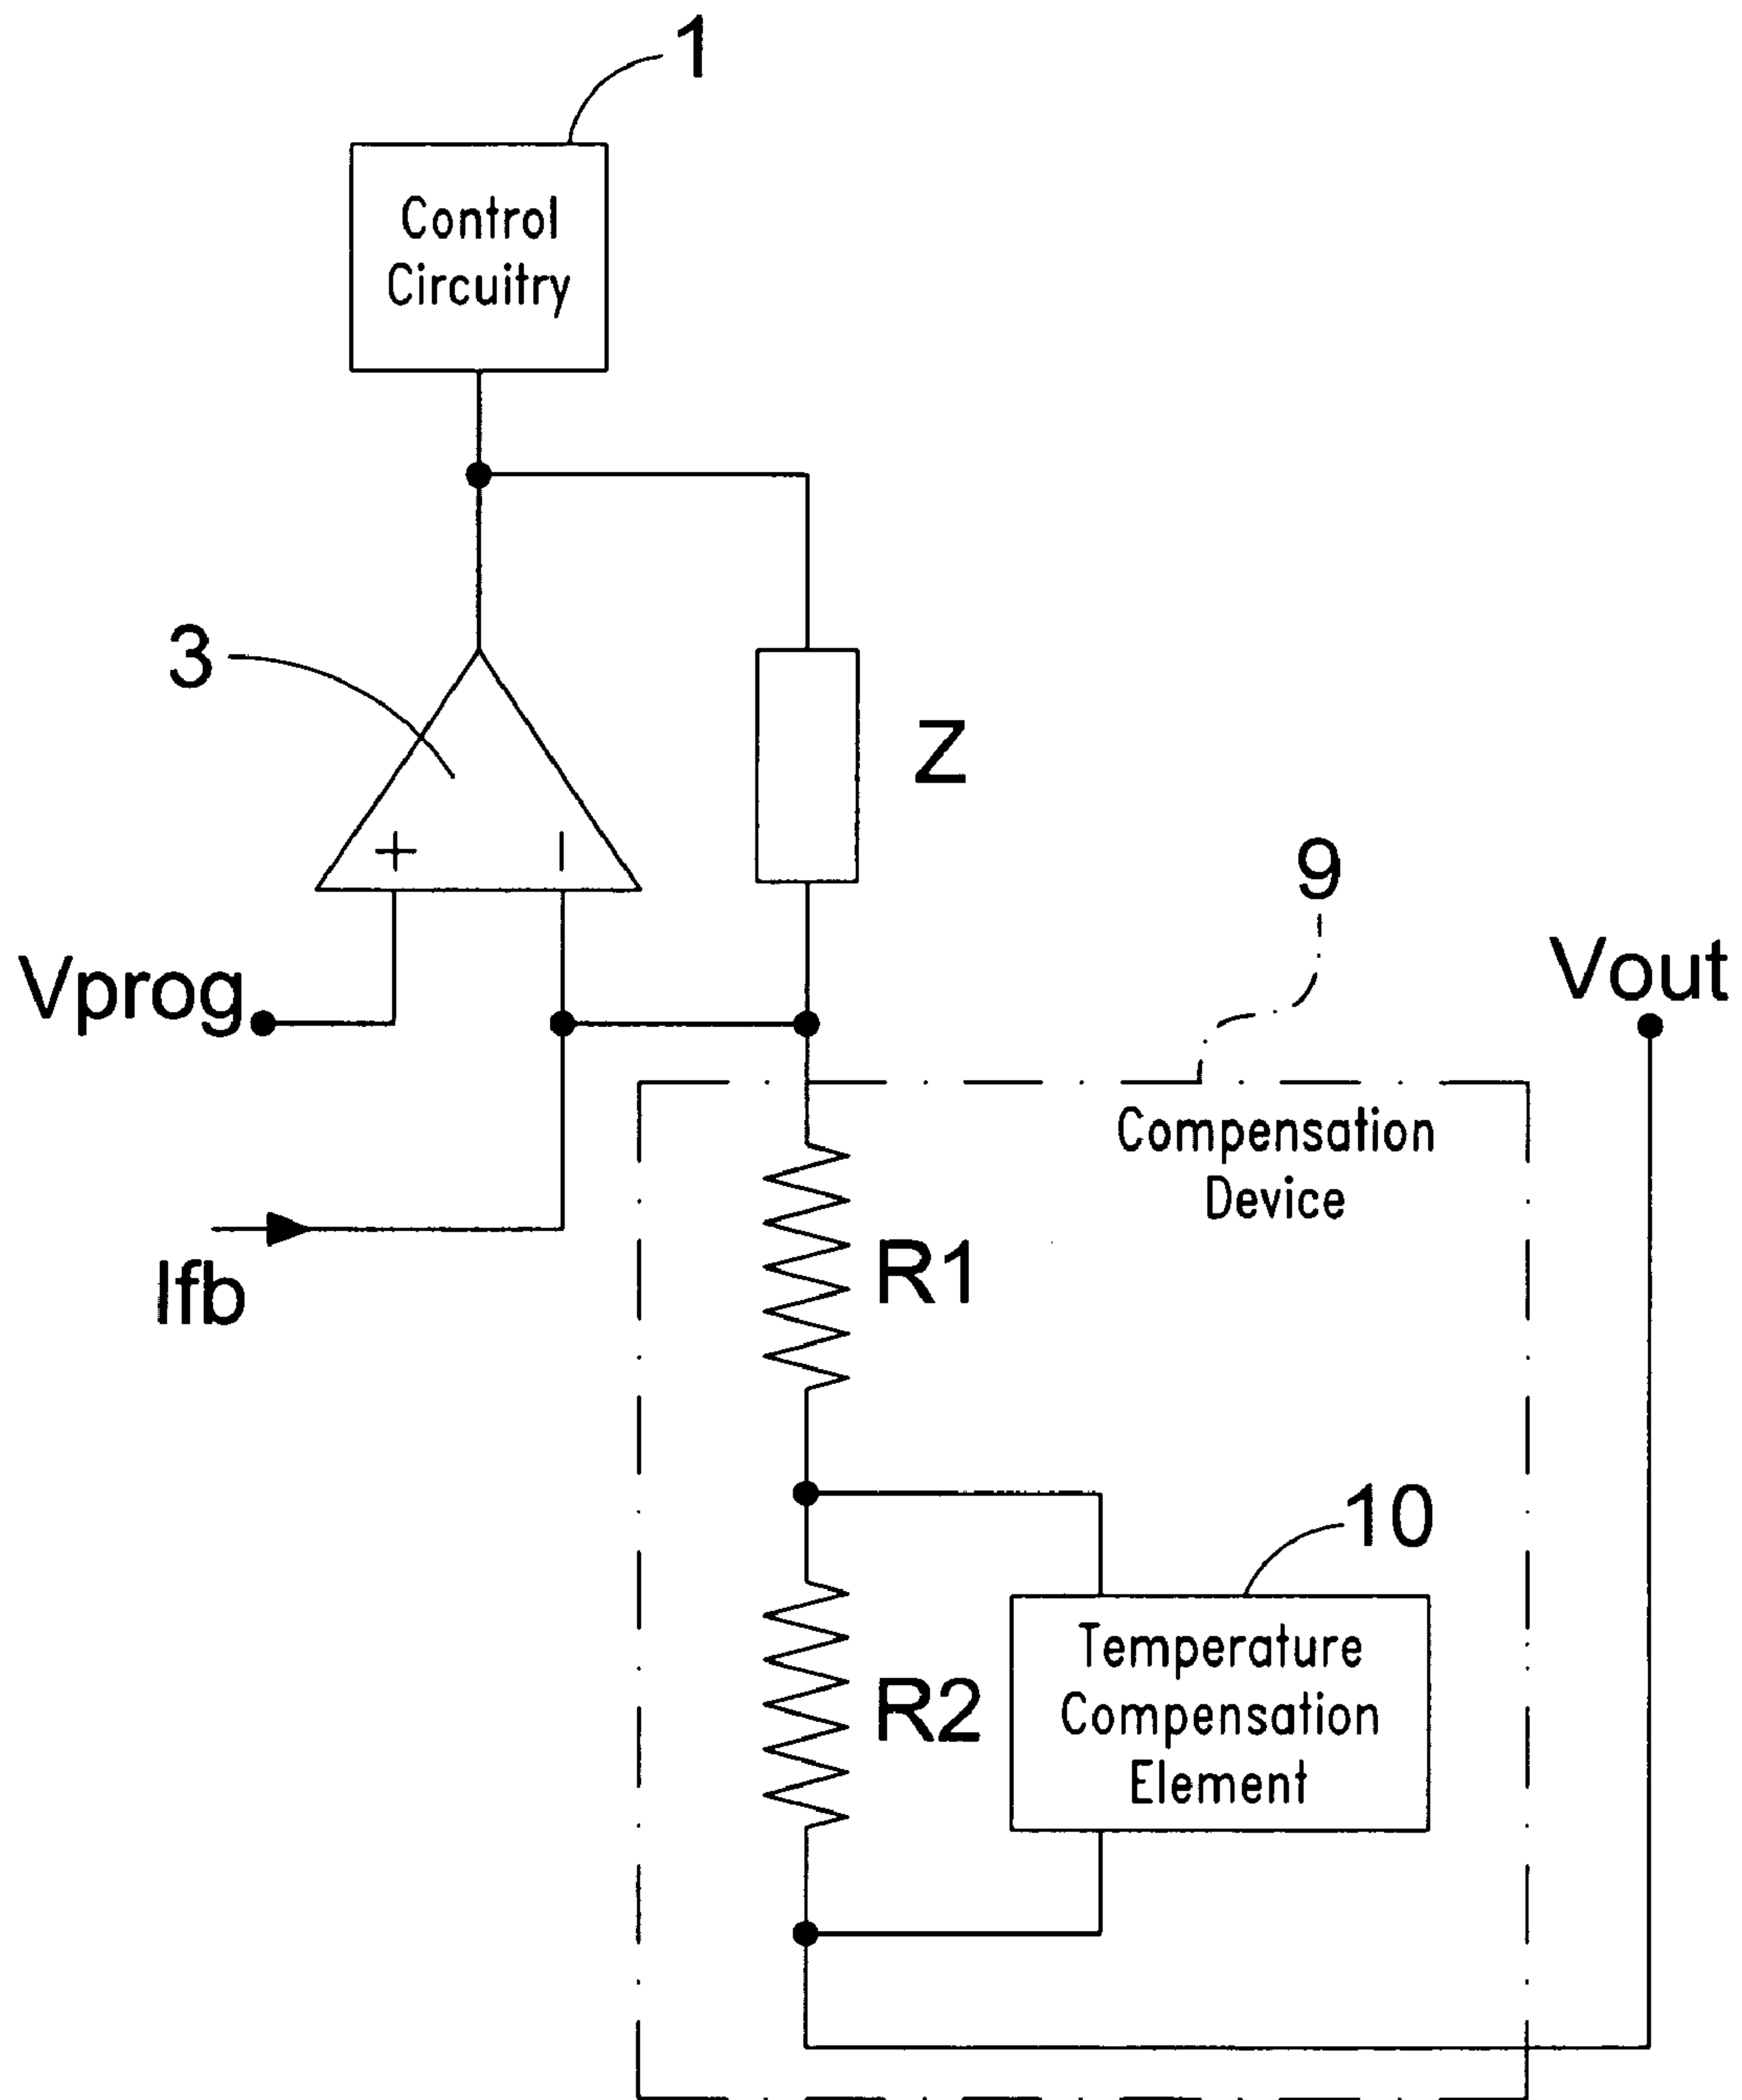 1
Control
Circuitry
3
+
Z
9
Vprog
Vout
Compensation
Device
Ifb
R1
10
Temperature
Compensation
Element
R2